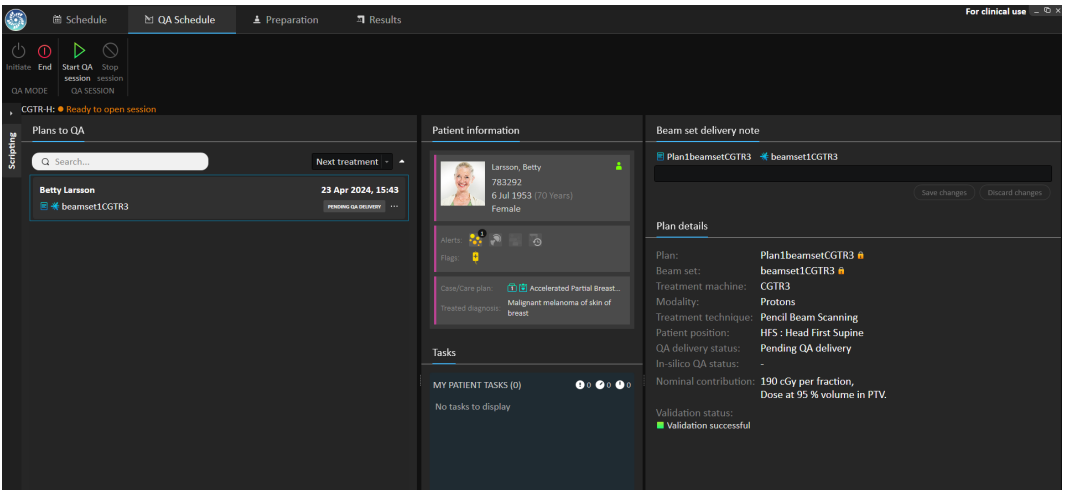 Schedule
QA Schedule
Preparation
Results
For clinical use
Initiate End Start QA session Stop session
QA MODE QA SESSION
CGTR-H: Ready to open session
Scripting
Plans to QA
Search...
Next treatment
Betty Larsson 23 Apr 2024, 15:43
beamset1CGTR3 PENDING QA DELIVERY ...
Patient information
Larsson, Betty
783292
6 Jul 1953 (70 Years)
Female
Alerts: 1
Flags:
Case/Care plan: 1 Accelerated Partial Breast...
Treated diagnosis: Malignant melanoma of skin of
breast
Tasks
MY PATIENT TASKS (0) 0 0 0
No tasks to display
Beam set delivery note
Plan1beamsetCGTR3 beamset1CGTR3
Save changes Discard changes
Plan details
Plan: Plan1beamsetCGTR3
Beam set: beamset1CGTR3
Treatment machine: CGTR3
Modality: Protons
Treatment technique: Pencil Beam Scanning
Patient position: HFS : Head First Supine
QA delivery status: Pending QA delivery
In-silico QA status: -
Nominal contribution: 190 cGy per fraction,
Dose at 95 % volume in PTV.
Validation status:
Validation successful